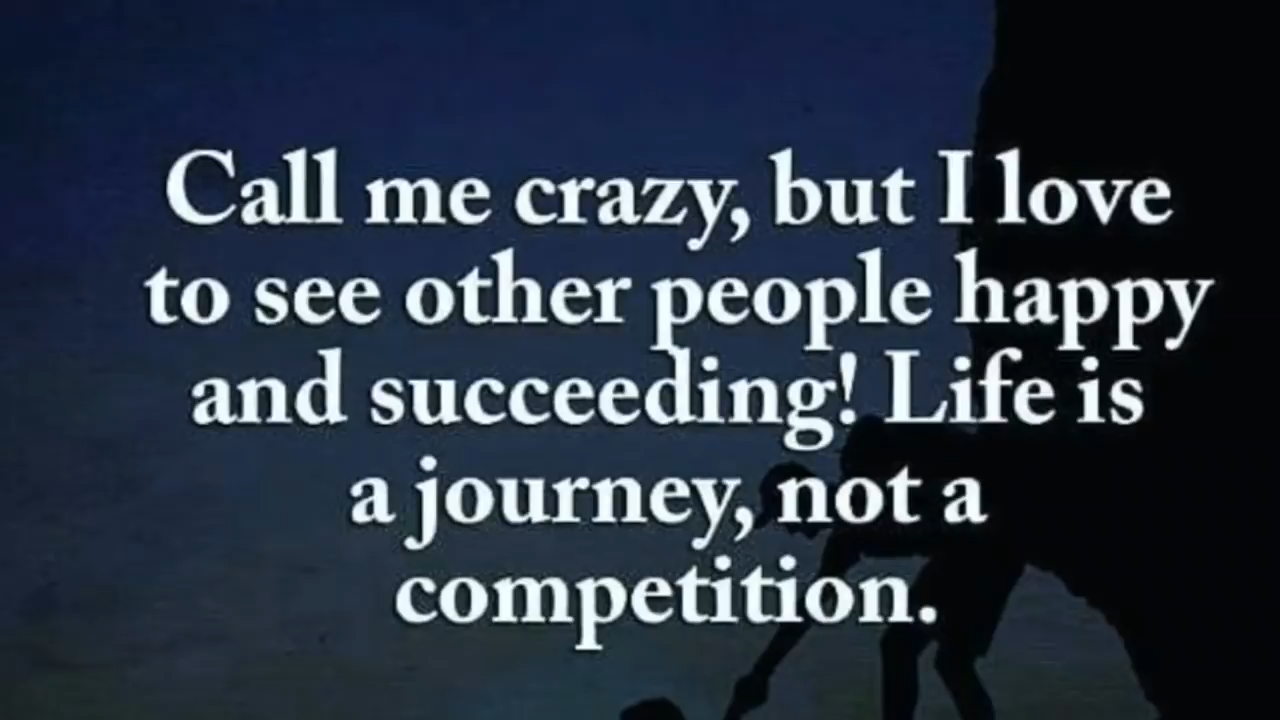 Call me crazy, but I love
to see other people happy
and succeeding! Life is
a journey, not a
competition.